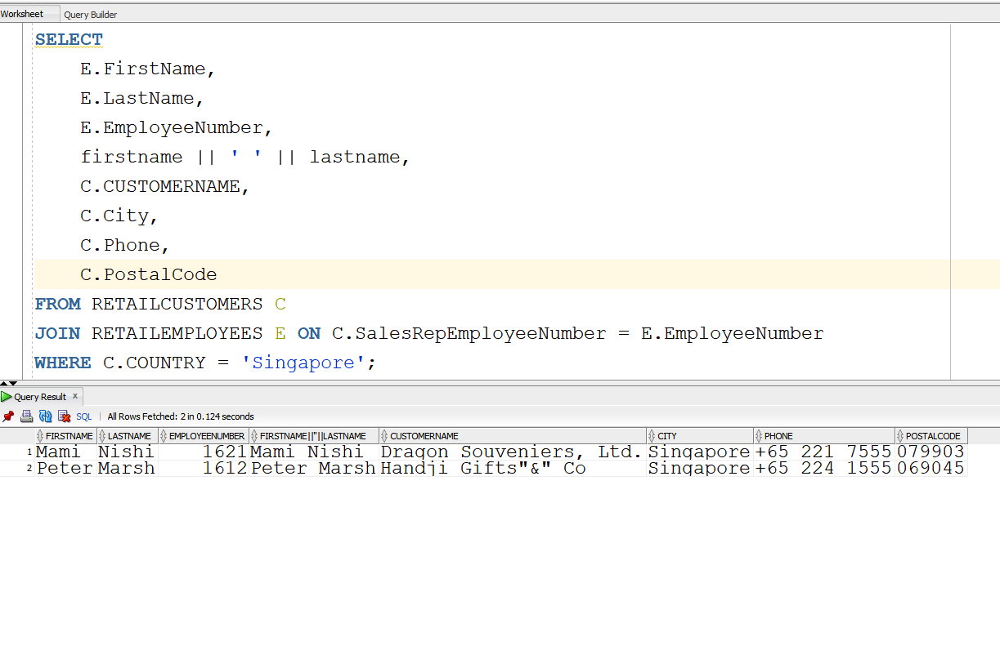 Worksheet Query Builder
SELECT
E.FirstName,
E.LastName,
E.EmployeeNumber,
firstname || ' ' || lastname,
C.CUSTOMERNAME,
C.City,
C.Phone,
C.PostalCode
FROM RETAILCUSTOMERS C
JOIN RETAILEMPLOYEES E ON C.SalesRepEmployeeNumber = E.EmployeeNumber
WHERE C.COUNTRY = 'Singapore';
Query Result x
SQL | All Rows Fetched: 2 in 0.124 seconds
FIRSTNAME LASTNAME EMPLOYEENUMBER FIRSTNAME||''||LASTNAME CUSTOMERNAME CITY PHONE POSTALCODE
1 Mami Nishi 1621 Mami Nishi Dragon Souveniers, Ltd. Singapore +65 221 7555 079903
2 Peter Marsh 1612 Peter Marsh Handji Gifts"&" Co Singapore +65 224 1555 069045